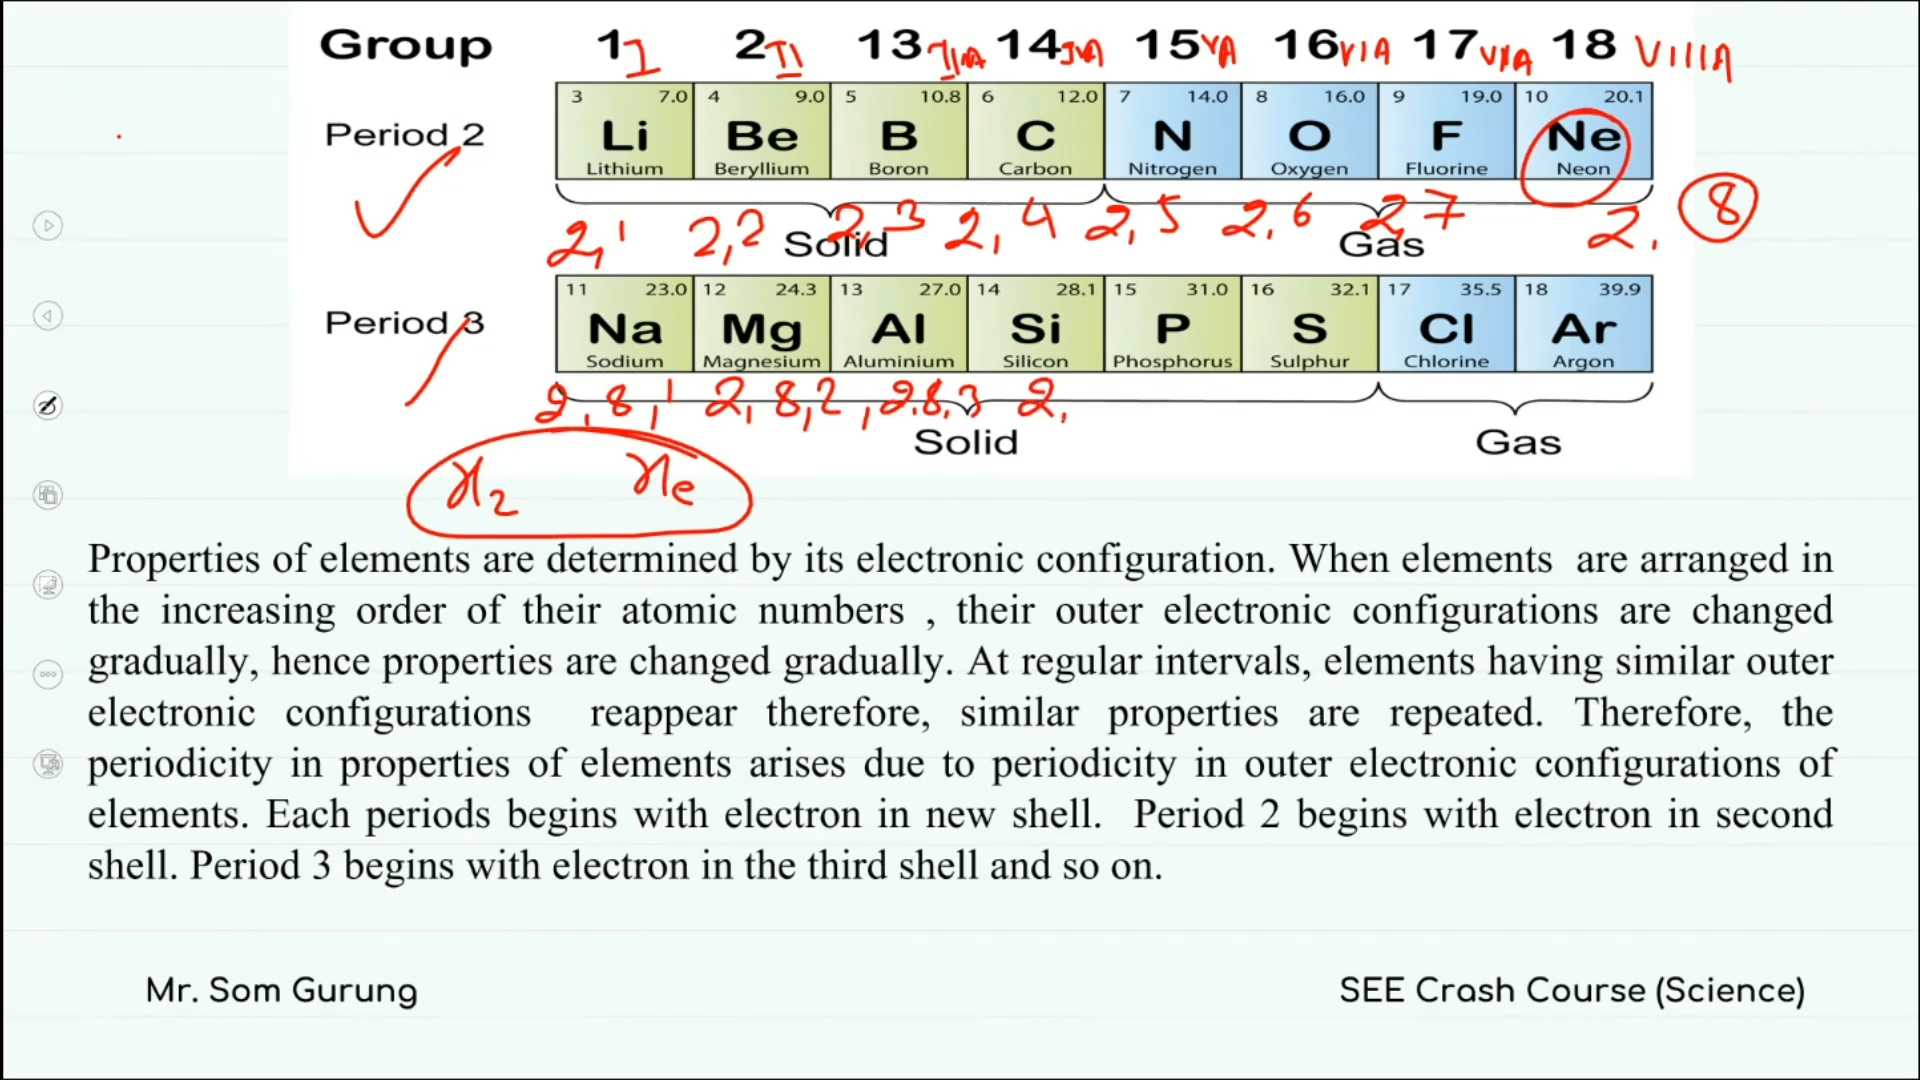 Group 1 I 2 II 13 IIIA 14 IVA 15 VA 16 VIA 17 VIIA 18 VIIIA
3 7.0 4 9.0 5 10.8 6 12.0 7 14.0 8 16.0 9 19.0 10 20.1
Period 2 Li Be B C N O F Ne
Lithium Beryllium Boron Carbon Nitrogen Oxygen Fluorine Neon
2,1 2,2 2,3 2,4 2,5 2,6 2,7 2, 8
Solid Gas
11 23.0 12 24.3 13 27.0 14 28.1 15 31.0 16 32.1 17 35.5 18 39.9
Period 3 Na Mg Al Si P S Cl Ar
Sodium Magnesium Aluminium Silicon Phosphorus Sulphur Chlorine Argon
2,8,1 2,8,2, 2.8.3 2,
Solid Gas
Properties of elements are determined by its electronic configuration. When elements are arranged in
the increasing order of their atomic numbers , their outer electronic configurations are changed
gradually, hence properties are changed gradually. At regular intervals, elements having similar outer
electronic configurations reappear therefore, similar properties are repeated. Therefore, the
periodicity in properties of elements arises due to periodicity in outer electronic configurations of
elements. Each periods begins with electron in new shell. Period 2 begins with electron in second
shell. Period 3 begins with electron in the third shell and so on.
Mr. Som Gurung SEE Crash Course (Science)